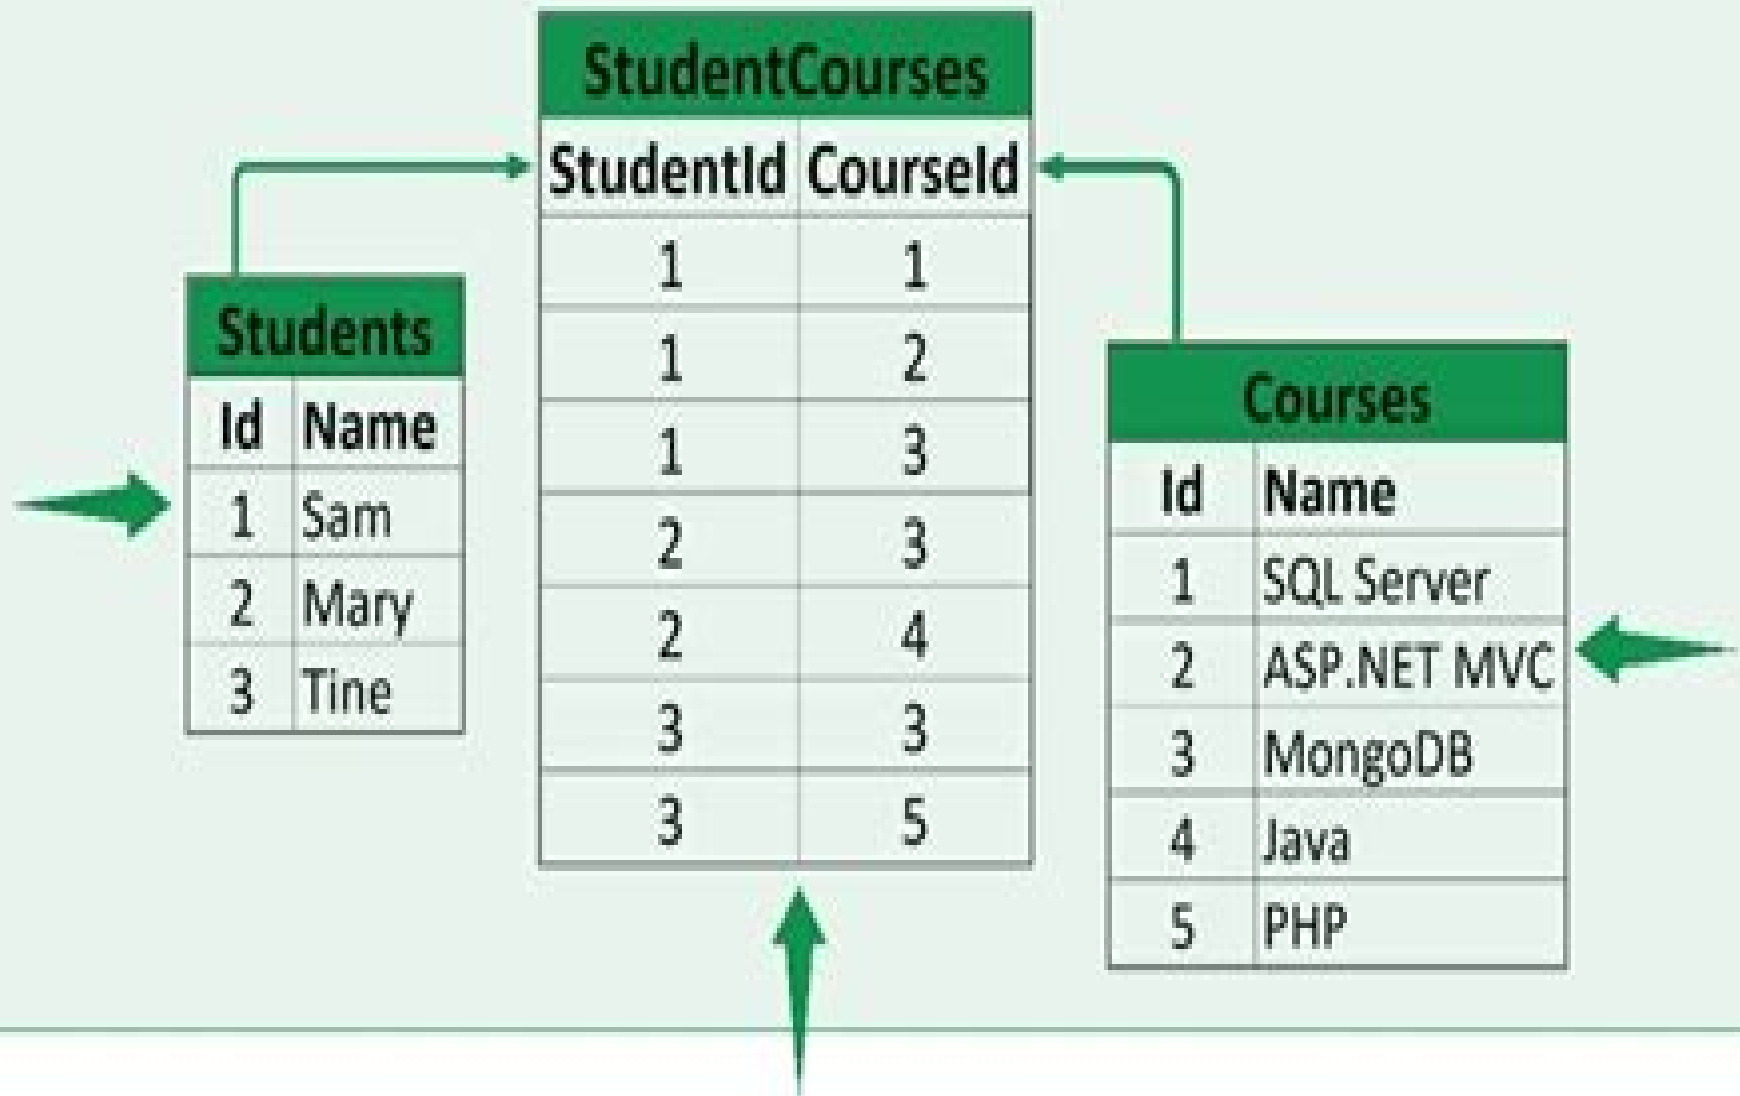 StudentCourses
StudentId CourseId
1 1
1 2
1 3
2 3
2 4
3 3
3 5
Students
Id Name
1 Sam
2 Mary
3 Tine
Courses
Id Name
1 SQL Server
2 ASP.NET MVC
3 MongoDB
4 Java
5 PHP